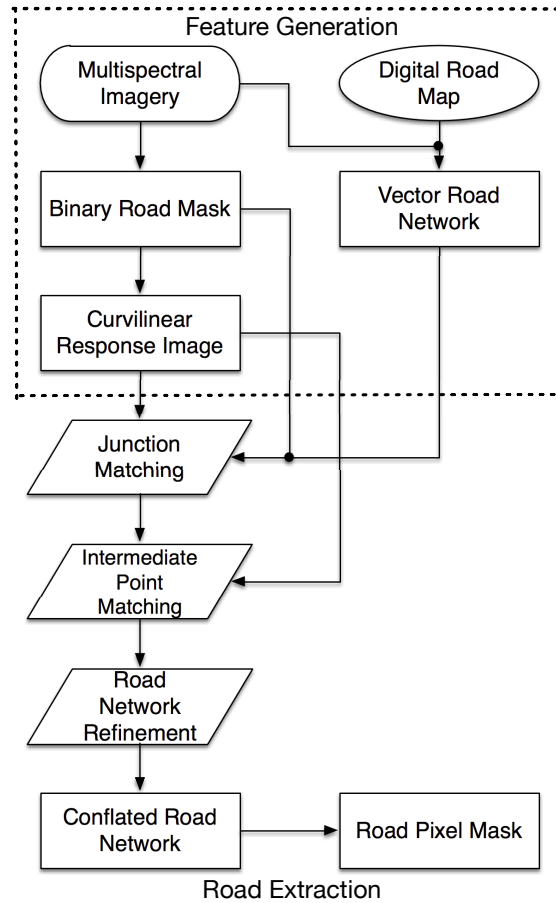 Feature Generation
Multispectral
Imagery
Digital Road
Map
Binary Road Mask
Vector Road
Network
Curvilinear
Response Image
Junction
Matching
Intermediate
Point
Matching
Road
Network
Refinement
Conflated Road
Network
Road Pixel Mask
Road Extraction